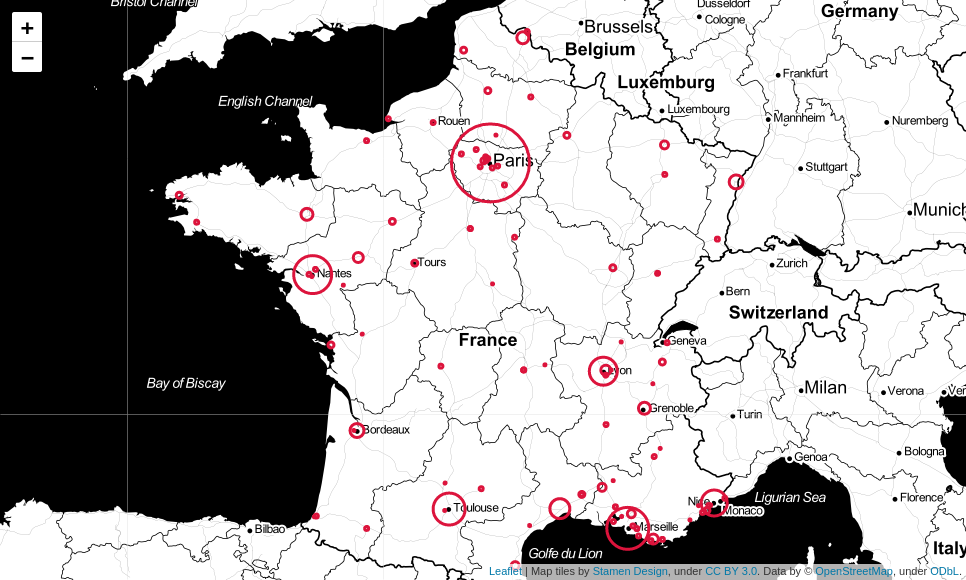 Bristol Channel
Dusseldorf
Cologne
Germany
+
−
Brussels
Belgium
Luxemburg
Frankfurt
English Channel
Luxembourg
Rouen
Mannheim
Nuremberg
Paris
Stuttgart
Munich
Tours
Zurich
Nantes
Bern
Switzerland
France
Geneva
Lyon
Bay of Biscay
Milan
Verona
Ver
Grenoble
Turin
Bordeaux
Bologna
Genoa
Nice
Ligurian Sea
Florence
Toulouse
Monaco
Bilbao
Marseille
Golfe du Lion
Italy
Leaflet | Map tiles by Stamen Design, under CC BY 3.0. Data by © OpenStreetMap, under ODbL.